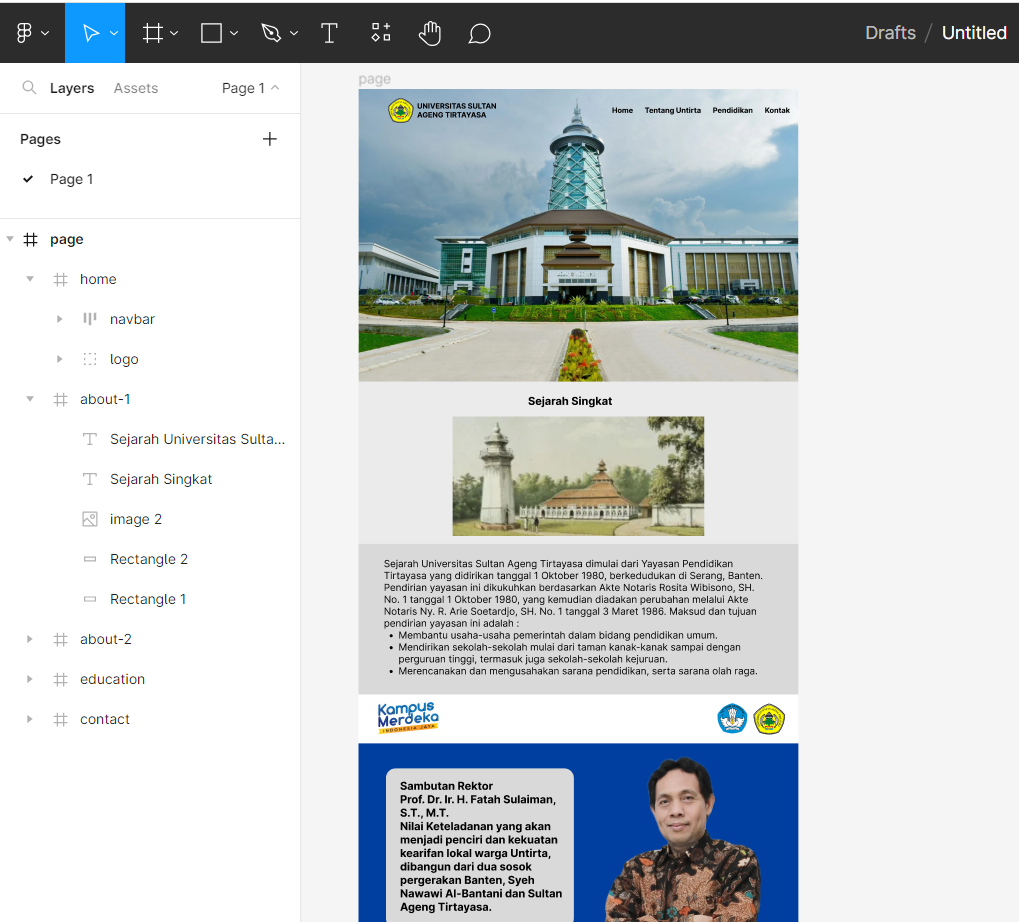 Drafts / Untitled
Layers Assets Page 1
Pages
Page 1
page
home
navbar
logo
about-1
Sejarah Universitas Sulta...
Sejarah Singkat
image 2
Rectangle 2
Rectangle 1
about-2
education
contact
page
UNIVERSITAS SULTAN
AGENG TIRTAYASA
Home Tentang Untirta Pendidikan Kontak
UNTIRTA
Sejarah Singkat
Sejarah Universitas Sultan Ageng Tirtayasa dimulai dari Yayasan Pendidikan
Tirtayasa yang didirikan tanggal 1 Oktober 1980, berkedudukan di Serang, Banten.
Pendirian yayasan ini dikukuhkan berdasarkan Akte Notaris Rosita Wibisono, SH.
No. 1 tanggal 1 Oktober 1980, yang kemudian diadakan perubahan melalui Akte
Notaris Ny. R. Arie Soetardjo, SH. No. 1 tanggal 3 Maret 1986. Maksud dan tujuan
pendirian yayasan ini adalah :
• Membantu usaha-usaha pemerintah dalam bidang pendidikan umum.
• Mendirikan sekolah-sekolah mulai dari taman kanak-kanak sampai dengan
perguruan tinggi, termasuk juga sekolah-sekolah kejuruan.
• Merencanakan dan mengusahakan sarana pendidikan, serta sarana olah raga.
Kampus
Merdeka
INDONESIA JAYA
Sambutan Rektor
Prof. Dr. Ir. H. Fatah Sulaiman,
S.T., M.T.
Nilai Keteladanan yang akan
menjadi penciri dan kekuatan
kearifan lokal warga Untirta,
dibangun dari dua sosok
pergerakan Banten, Syeh
Nawawi Al-Bantani dan Sultan
Ageng Tirtayasa.